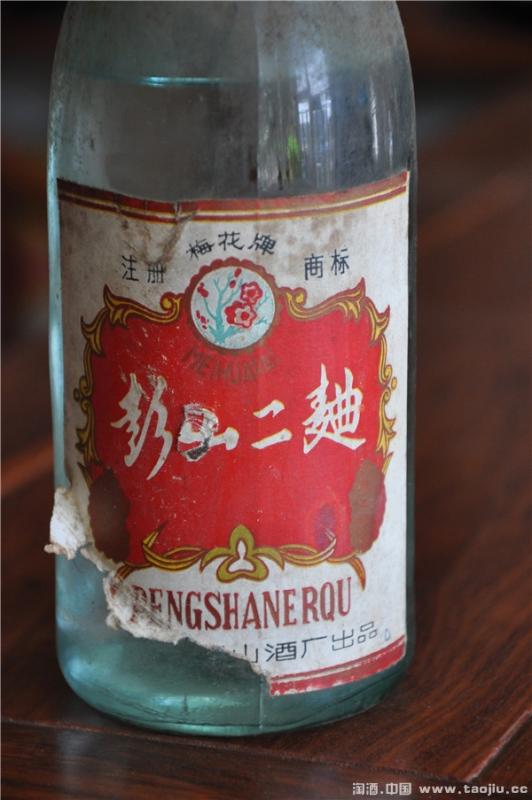 梅花牌
注册 商标
MEIHUAPAI
彭山二麯
PENGSHANERQU
山酒厂出品
淘酒.中国 www.taojiu.cc